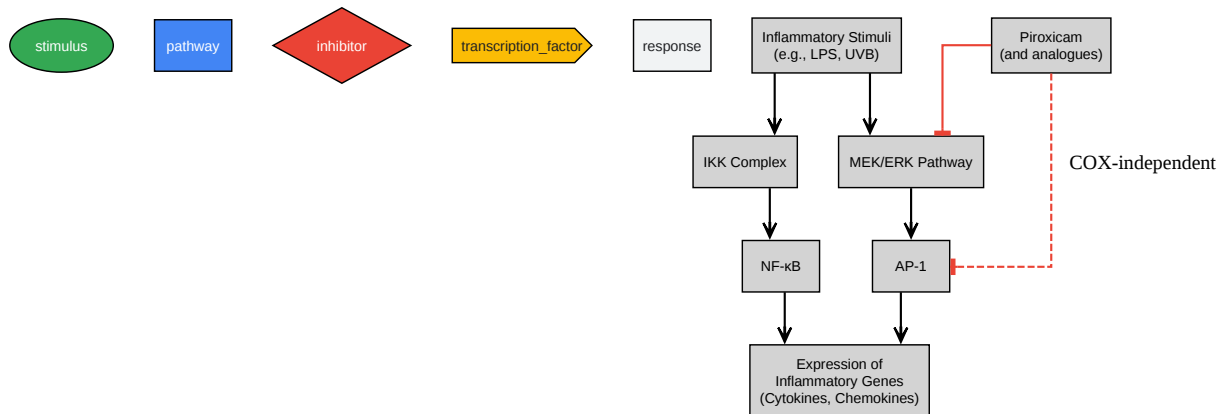 stimulus
pathway
inhibitor
transcription_factor
response
Inflammatory Stimuli
(e.g., LPS, UVB)
Piroxicam
(and analogues)
IKK Complex
MEK/ERK Pathway
COX-independent
NF-κB
AP-1
Expression of
Inflammatory Genes
(Cytokines, Chemokines)